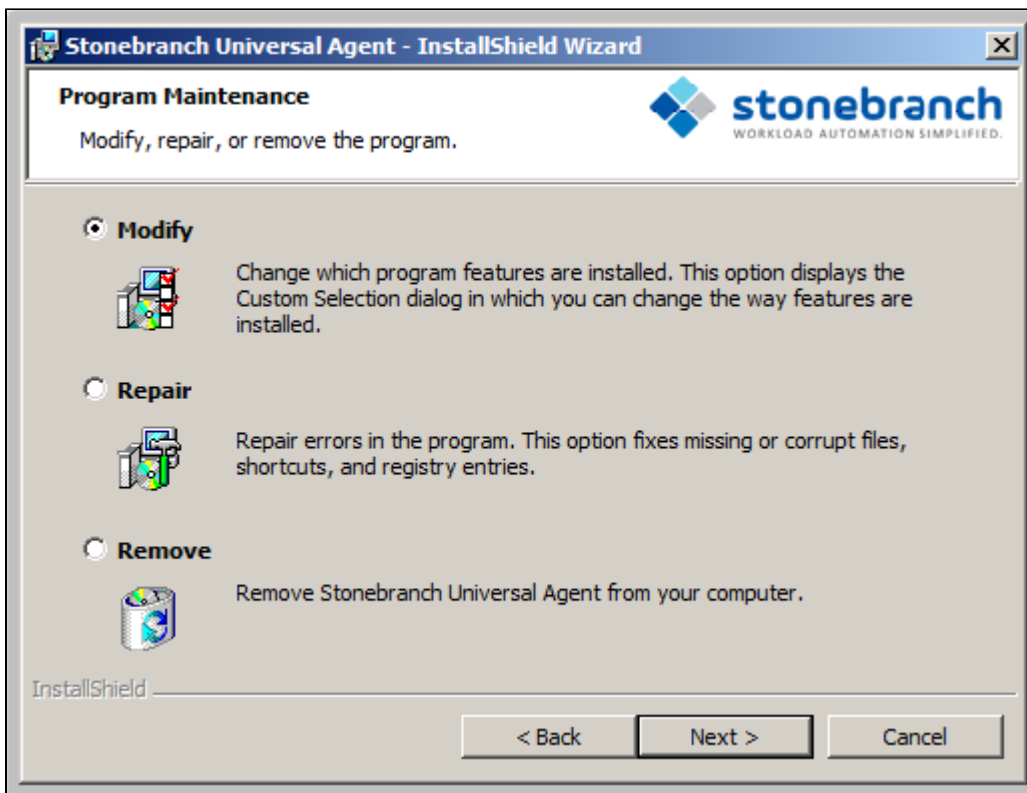 Stonebranch Universal Agent - InstallShield Wizard
Program Maintenance
Modify, repair, or remove the program.
stonebranch
WORKLOAD AUTOMATION SIMPLIFIED.
Modify
Change which program features are installed. This option displays the
Custom Selection dialog in which you can change the way features are
installed.
Repair
Repair errors in the program. This option fixes missing or corrupt files,
shortcuts, and registry entries.
Remove
Remove Stonebranch Universal Agent from your computer.
InstallShield
< Back
Next >
Cancel